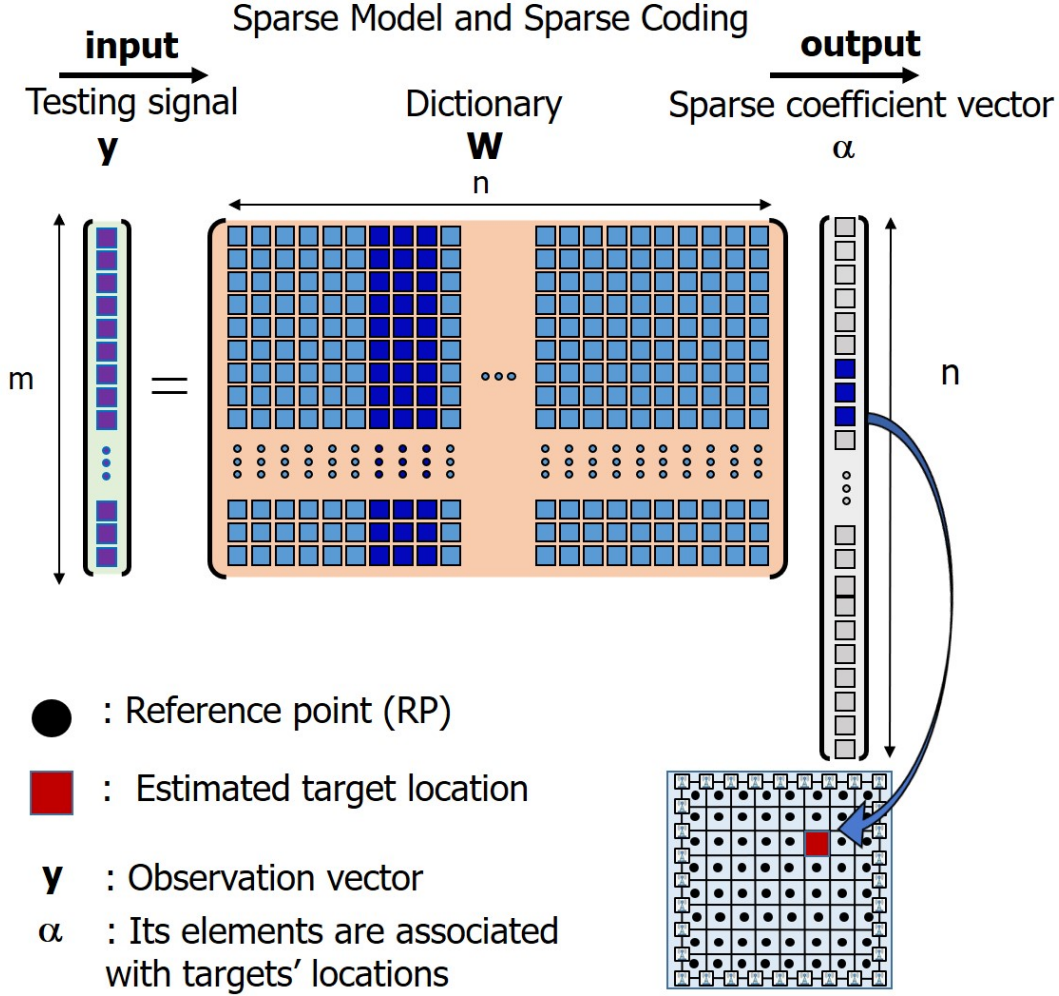 Sparse Model and Sparse Coding
input
output
Testing signal
Dictionary
Sparse coefficient vector
y
W
α
n
m
=
n
: Reference point (RP)
: Estimated target location
y : Observation vector
α : Its elements are associated
with targets’ locations